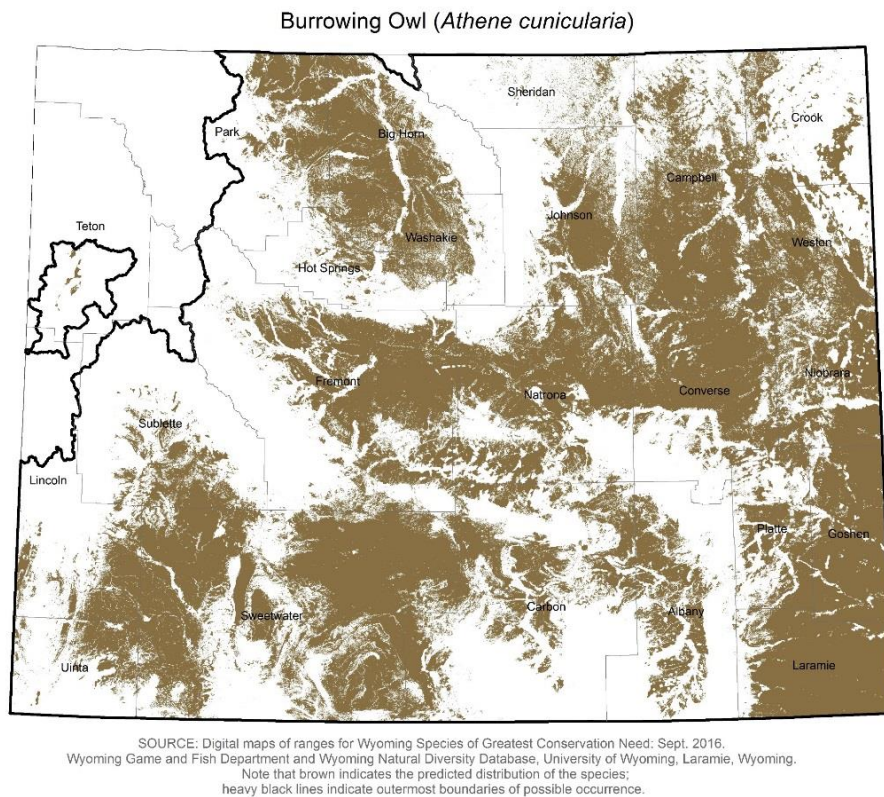 Burrowing Owl (Athene cunicularia)
Sheridan
Crook
Park
Big Horn
Campbell
Johnson
Teton
Washakie
Weston
Hot Springs
Fremont
Natrona
Converse
Niobrara
Sublette
Lincoln
Platte
Goshen
Sweetwater
Carbon
Albany
Uinta
Laramie
SOURCE: Digital maps of ranges for Wyoming Species of Greatest Conservation Need: Sept. 2016.
Wyoming Game and Fish Department and Wyoming Natural Diversity Database, University of Wyoming, Laramie, Wyoming.
Note that brown indicates the predicted distribution of the species;
heavy black lines indicate outermost boundaries of possible occurrence.